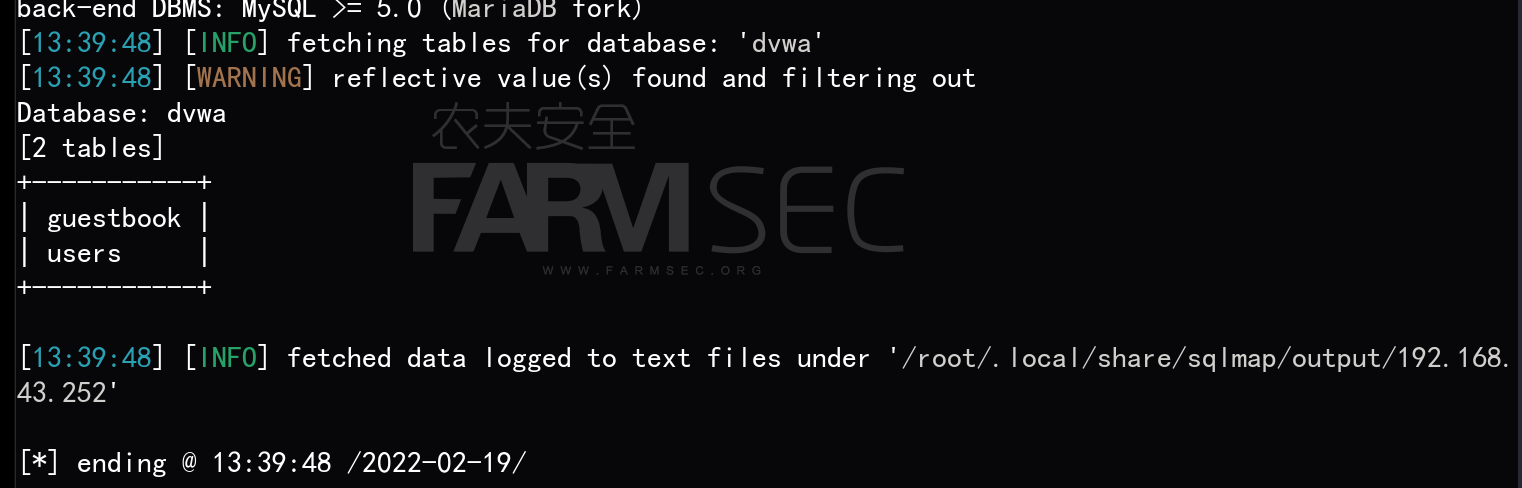 back-end DBMS: MySQL >= 5.0 (MariaDB fork)
[13:39:48] [INFO] fetching tables for database: 'dvwa'
[13:39:48] [WARNING] reflective value(s) found and filtering out
Database: dvwa
农夫安全
[2 tables]
FARMSEC
+-----------+
| guestbook |
| users     |
WWW.FARMSEC.ORG
+-----------+
[13:39:48] [INFO] fetched data logged to text files under '/root/.local/share/sqlmap/output/192.168.
43.252'
[*] ending @ 13:39:48 /2022-02-19/